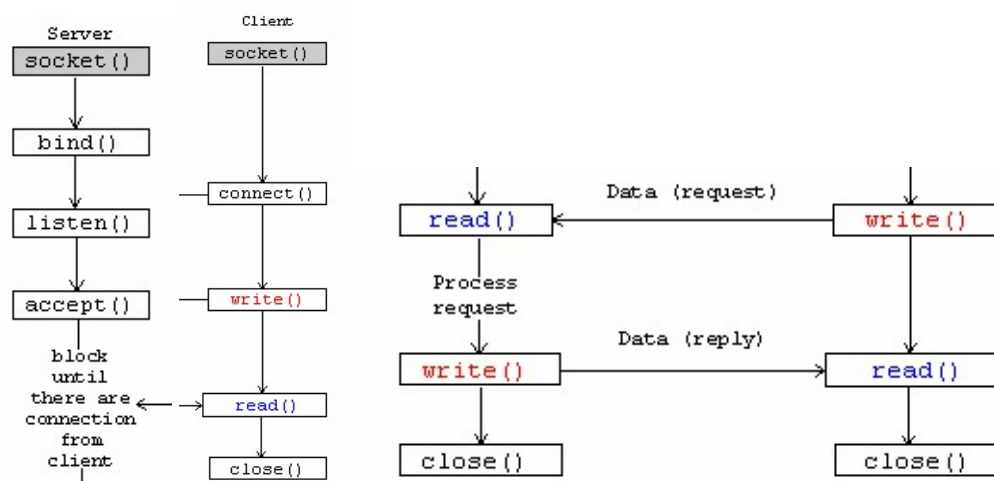 Server
socket()
bind()
listen()
accept()
block
until
there are
connection
from
client
Client
socket()
connect()
write()
read()
close()
Data (request)
read()
write()
Process
request
Data (reply)
write()
read()
close()
close()